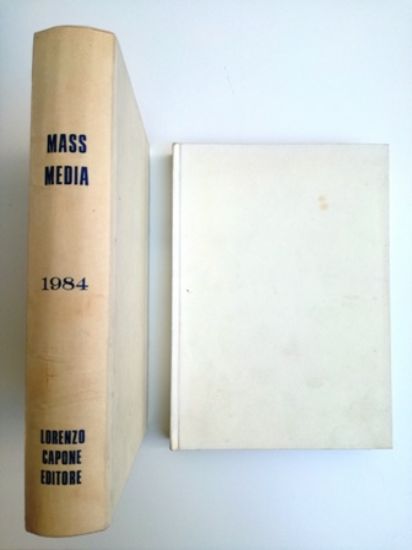 MASS
MEDIA
1984
LORENZO
CAPONE
EDITORE